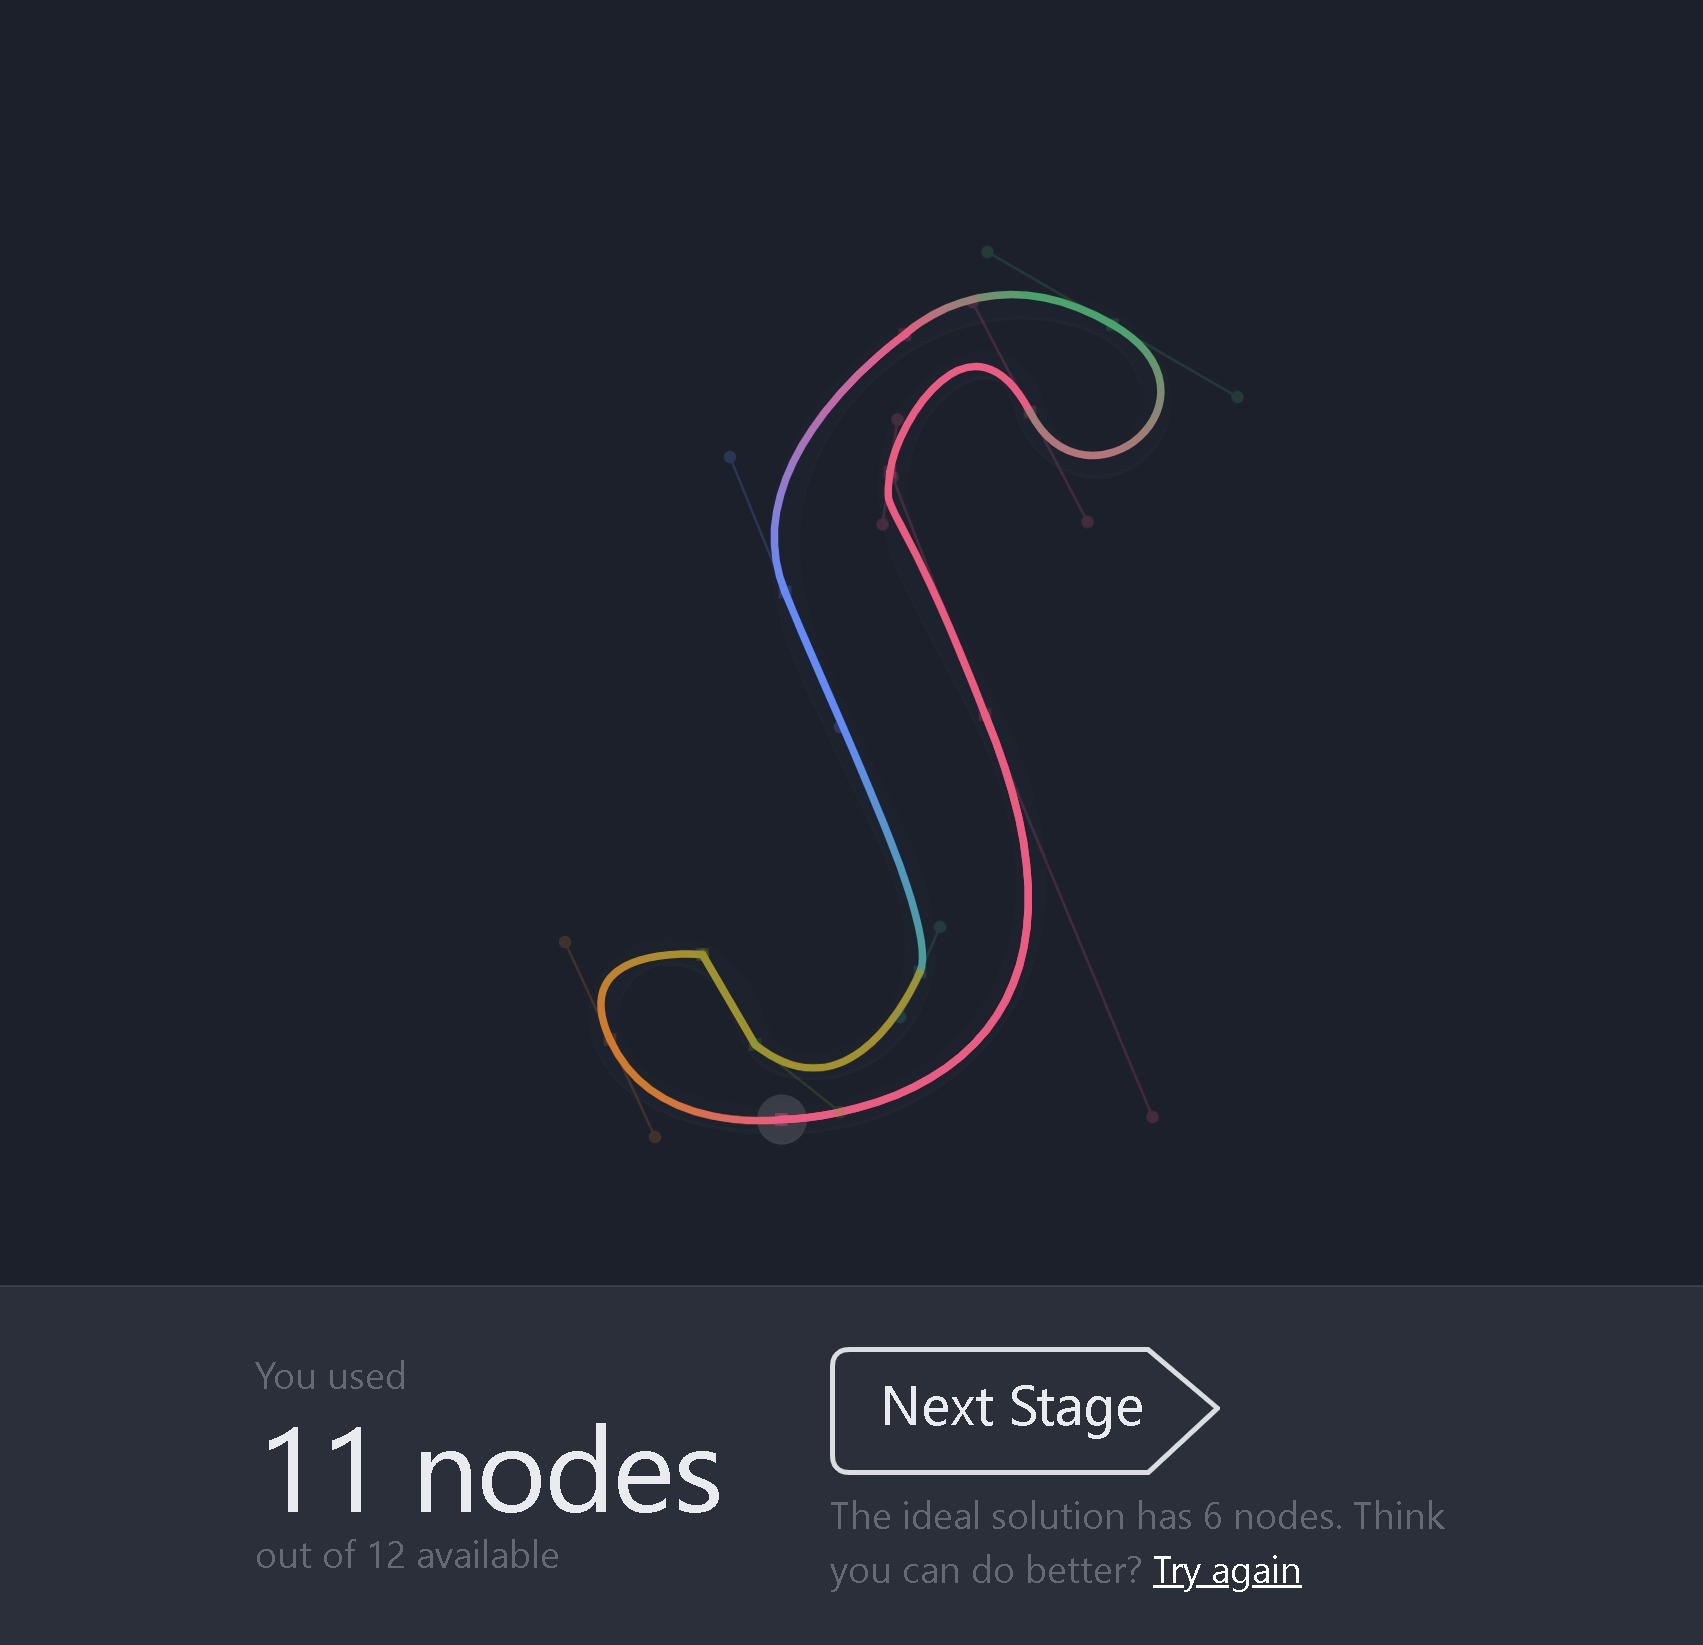 You used
11 nodes
out of 12 available
Next Stage
The ideal solution has 6 nodes. Think
you can do better? Try again